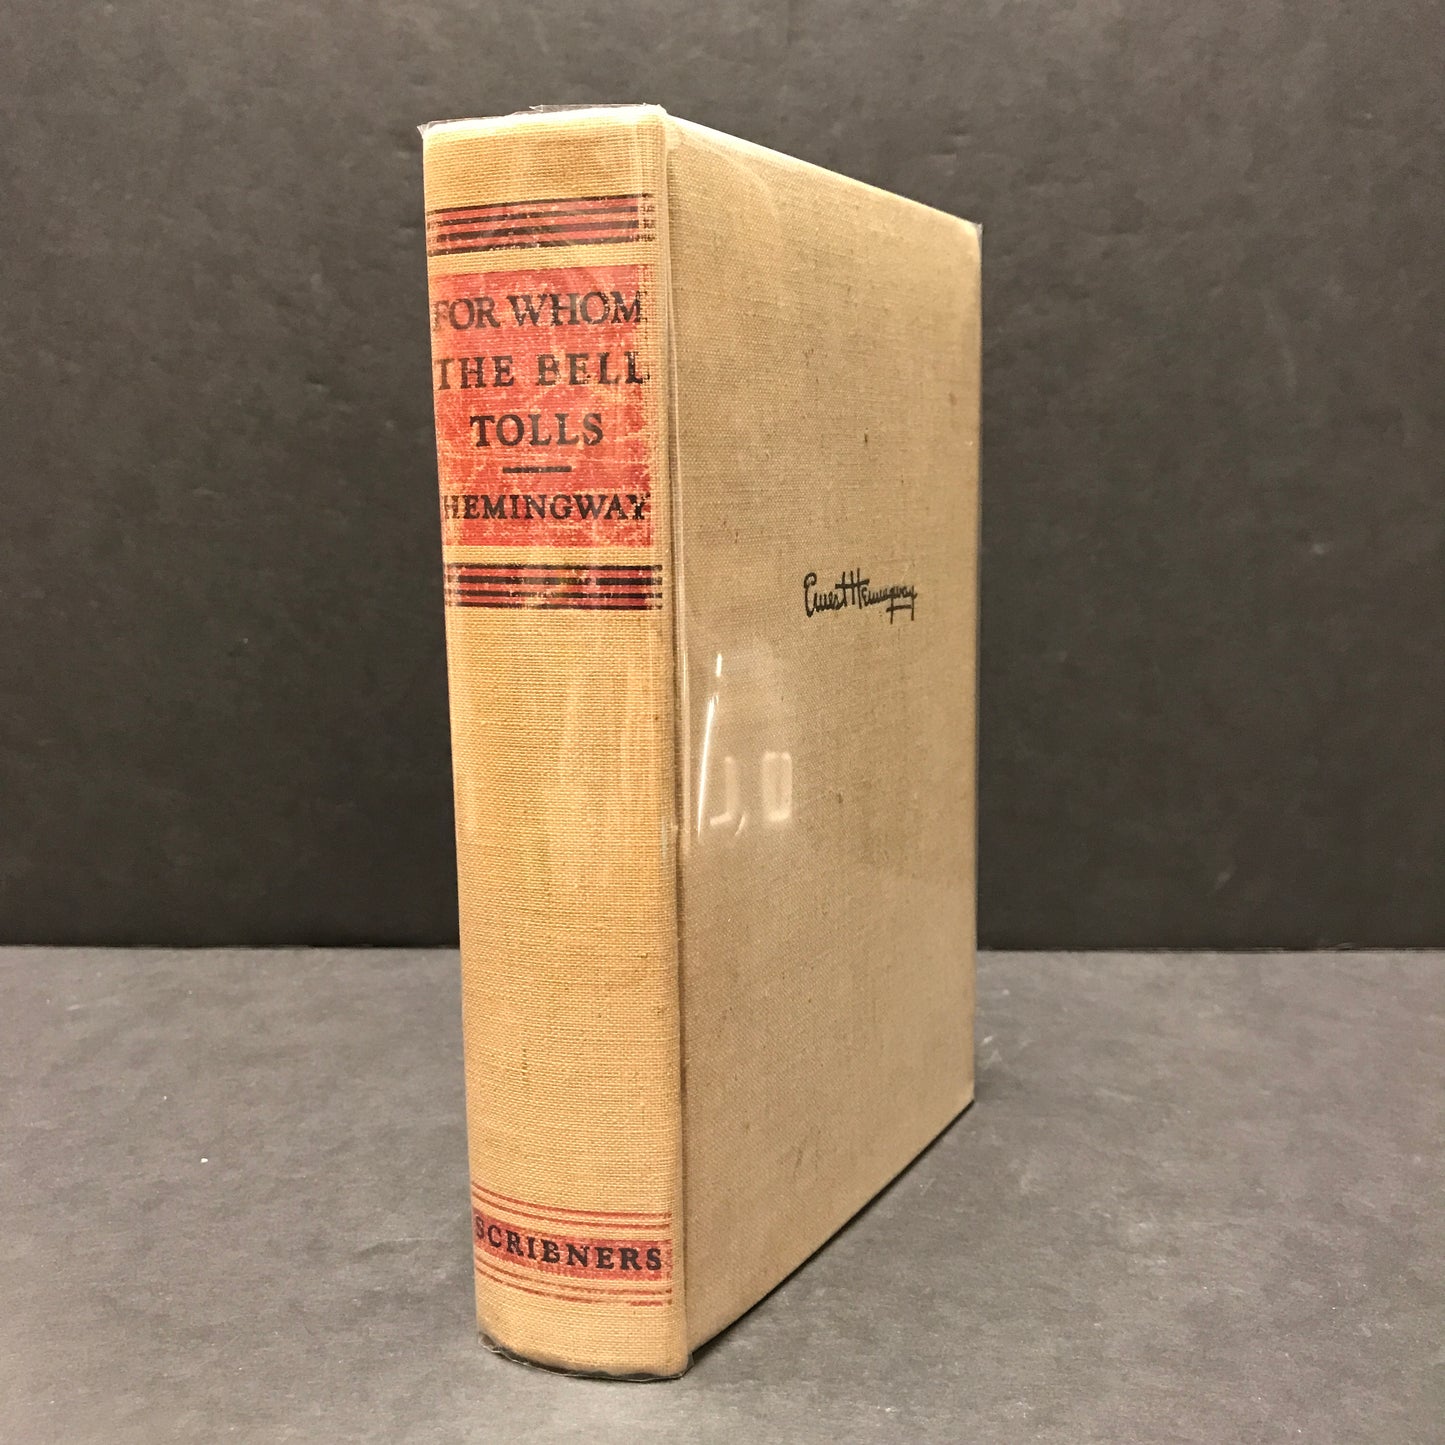 FOR WHOM
THE BELL
TOLLS
HEMINGWAY
Ernest Hemingway
SCRIBNERS